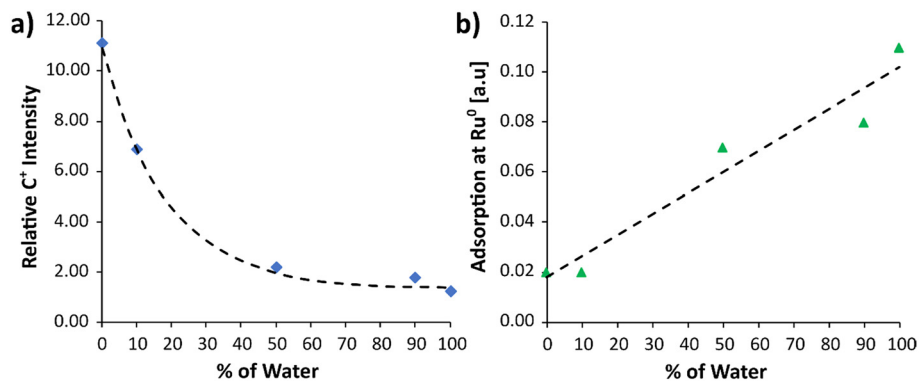 a)
Relative C⁺ Intensity
12.00
10.00
8.00
6.00
4.00
2.00
0.00
0 10 20 30 40 50 60 70 80 90 100
% of Water
b)
Adsorption at Ru⁰ [a.u]
0.12
0.10
0.08
0.06
0.04
0.02
0.00
0 10 20 30 40 50 60 70 80 90 100
% of Water